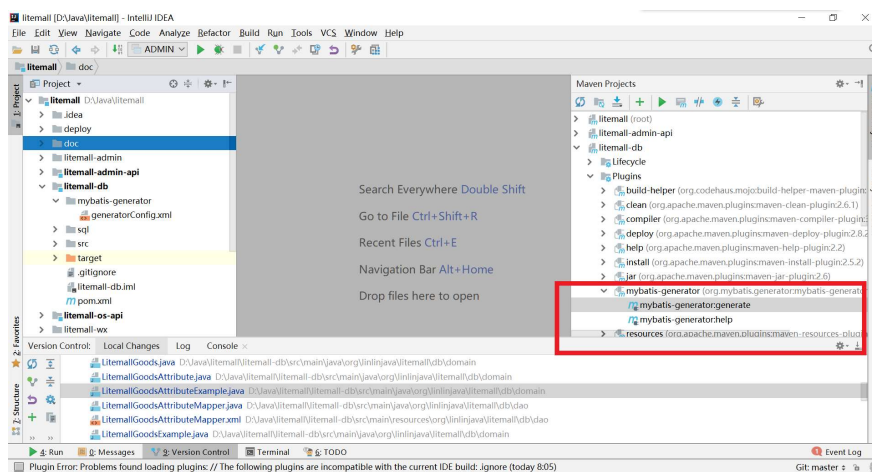 litemall [D:\Java\litemall] - IntelliJ IDEA
File Edit View Navigate Code Analyze Refactor Build Run Tools VCS Window Help
ADMIN
litemall doc
Project
Maven Projects
1: Project
litemall D:\Java\litemall
.idea
deploy
doc
litemall-admin
litemall-admin-api
litemall-db
mybatis-generator
generatorConfig.xml
sql
src
target
.gitignore
litemall-db.iml
pom.xml
litemall-os-api
litemall-wx
Search Everywhere Double Shift
Go to File Ctrl+Shift+R
Recent Files Ctrl+E
Navigation Bar Alt+Home
Drop files here to open
litemall (root)
litemall-admin-api
litemall-db
Lifecycle
Plugins
build-helper (org.codehaus.mojo:build-helper-maven-plugin:
clean (org.apache.maven.plugins:maven-clean-plugin:2.6.1)
compiler (org.apache.maven.plugins:maven-compiler-plugin:
deploy (org.apache.maven.plugins:maven-deploy-plugin:2.8.2
help (org.apache.maven.plugins:maven-help-plugin:2.2)
install (org.apache.maven.plugins:maven-install-plugin:2.5.2)
jar (org.apache.maven.plugins:maven-jar-plugin:2.6)
mybatis-generator (org.mybatis.generator:mybatis-generato
mybatis-generator:generate
mybatis-generator:help
resources (org.apache.maven.plugins:maven-resources-plugi
2: Favorites
7: Structure
Version Control: Local Changes Log Console
LitemallGoods.java D:\Java\litemall\litemall-db\src\main\java\org\linlinjava\litemall\db\domain
LitemallGoodsAttribute.java D:\Java\litemall\litemall-db\src\main\java\org\linlinjava\litemall\db\domain
LitemallGoodsAttributeExample.java D:\Java\litemall\litemall-db\src\main\java\org\linlinjava\litemall\db\domain
LitemallGoodsAttributeMapper.java D:\Java\litemall\litemall-db\src\main\java\org\linlinjava\litemall\db\dao
LitemallGoodsAttributeMapper.xml D:\Java\litemall\litemall-db\src\main\resources\org\linlinjava\litemall\db\dao
LitemallGoodsExample.java D:\Java\litemall\litemall-db\src\main\java\org\linlinjava\litemall\db\domain
4: Run 0: Messages 9: Version Control Terminal 6: TODO Event Log
Plugin Error: Problems found loading plugins: // The following plugins are incompatible with the current IDE build: .ignore (today 8:05) Git: master